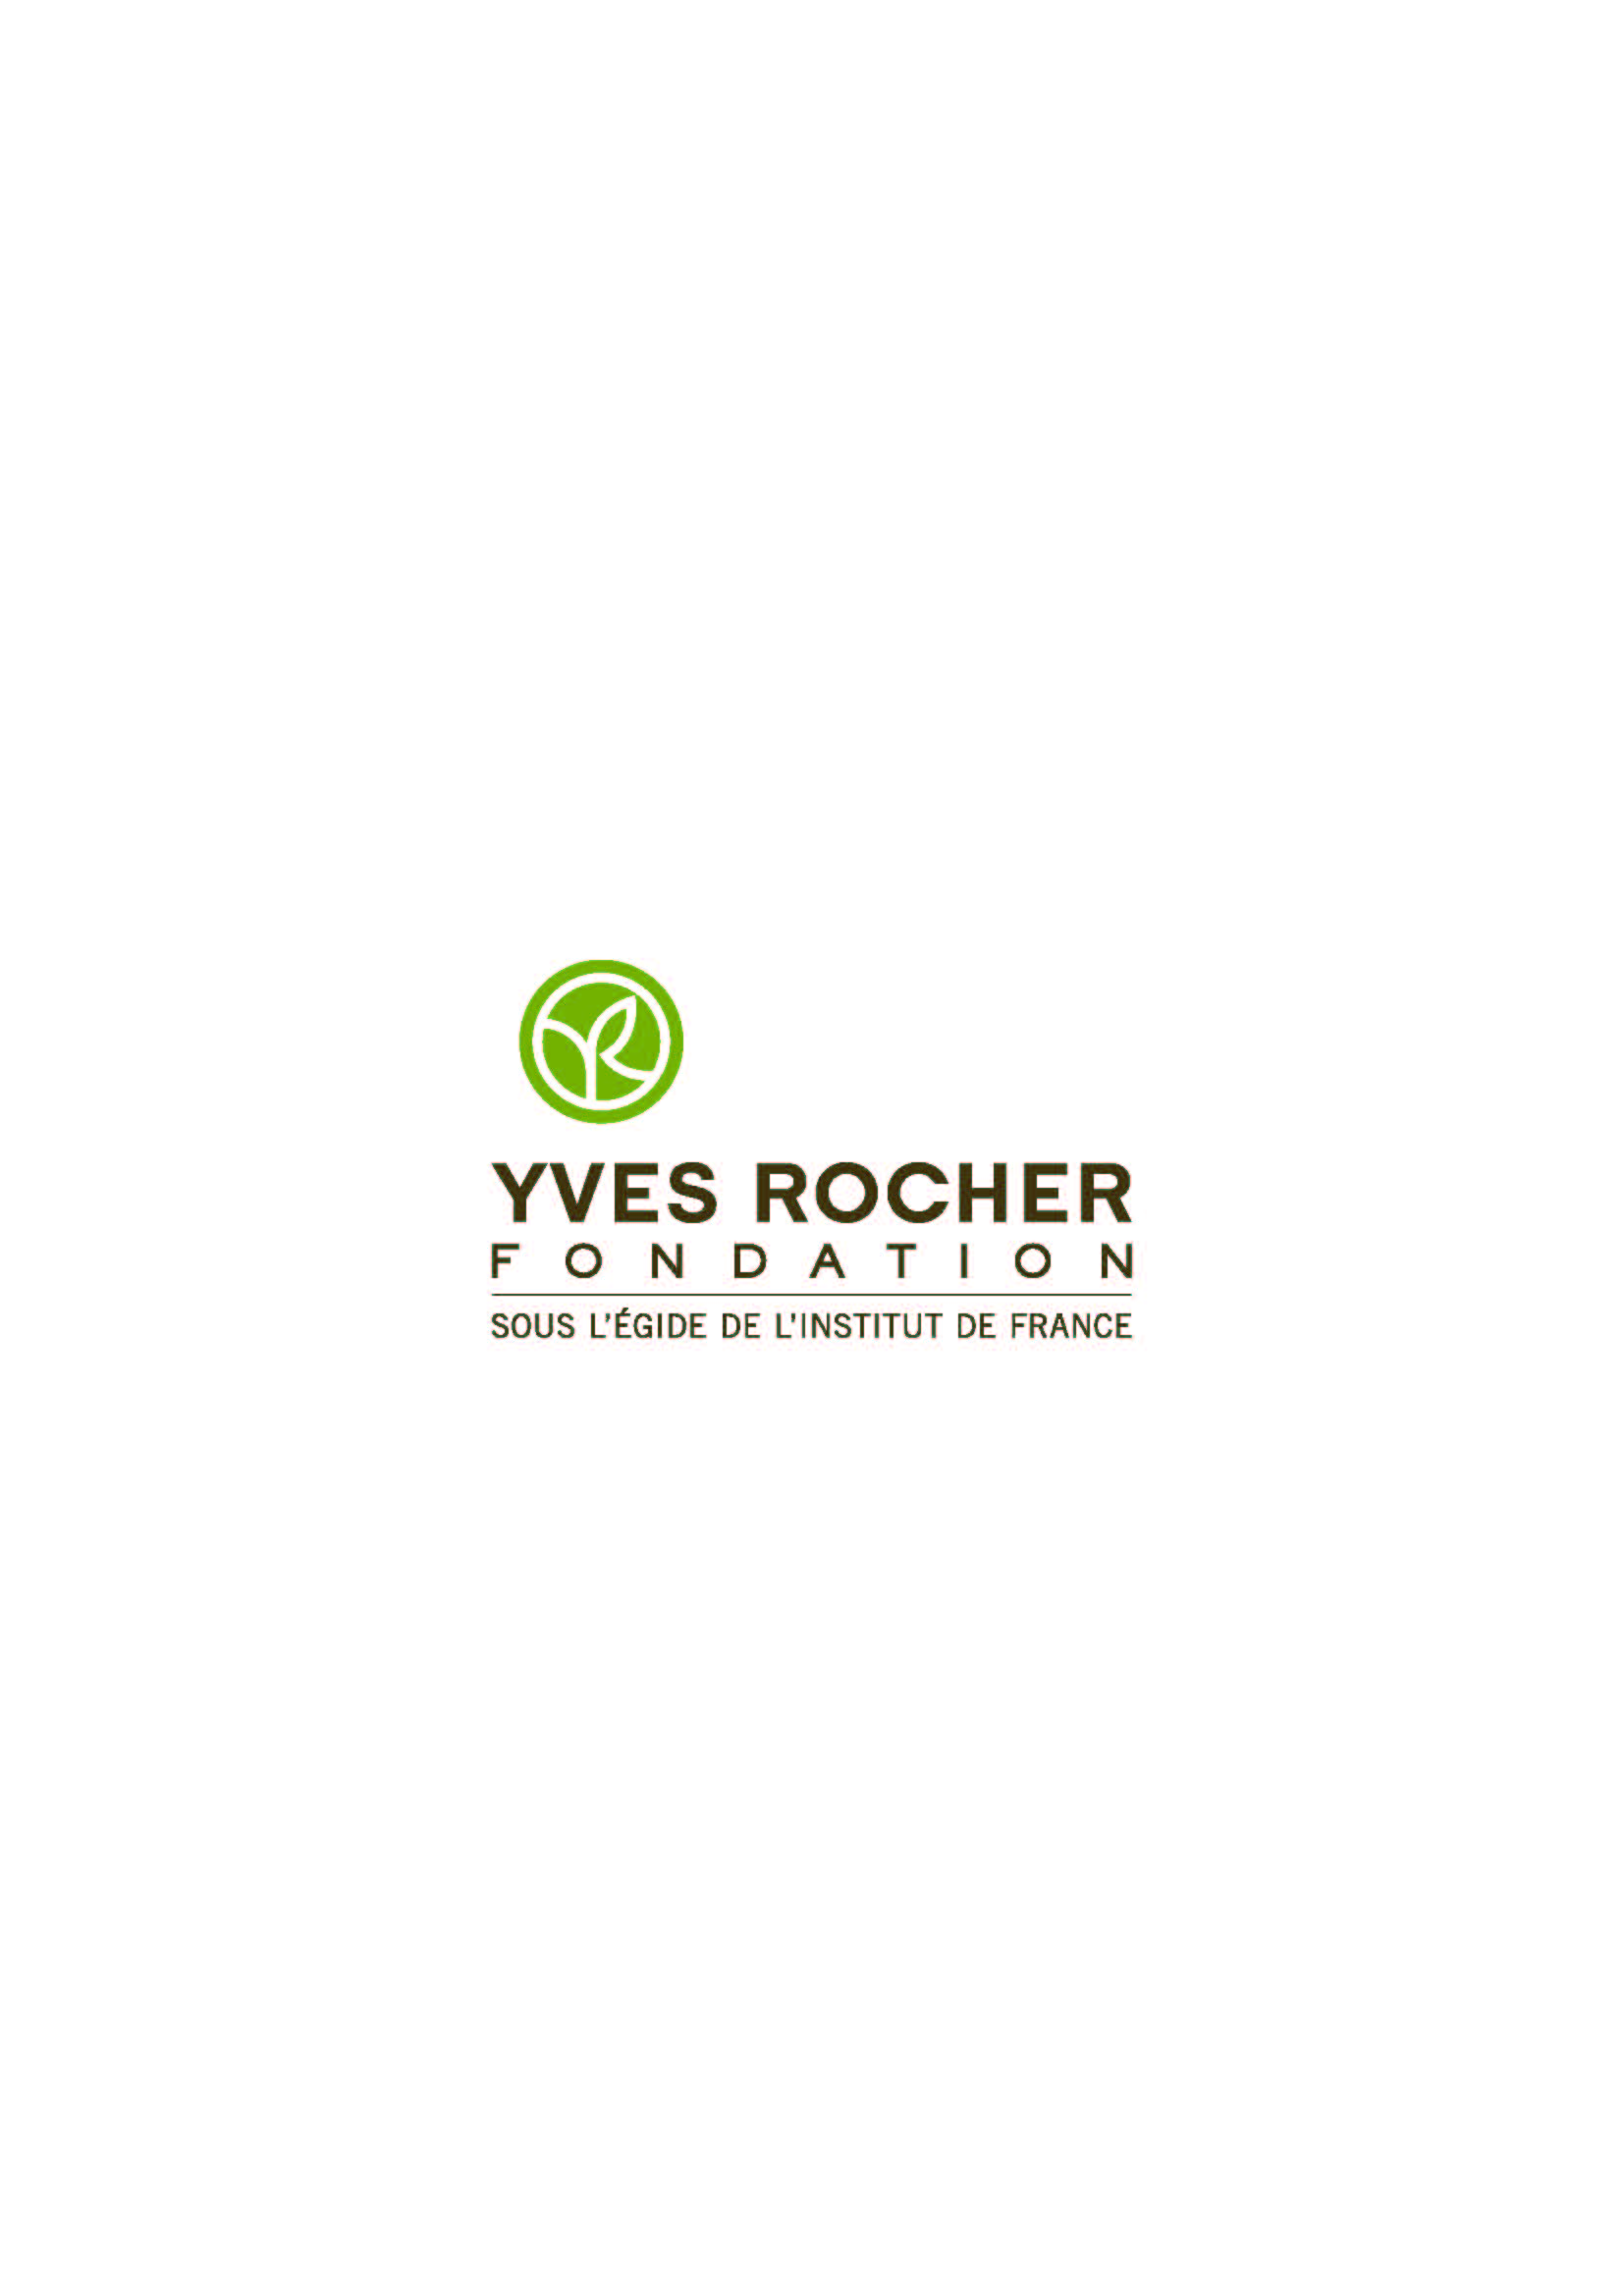 YVES ROCHER
FONDATION
SOUS L’ÉGIDE DE L'INSTITUT DE FRANCE